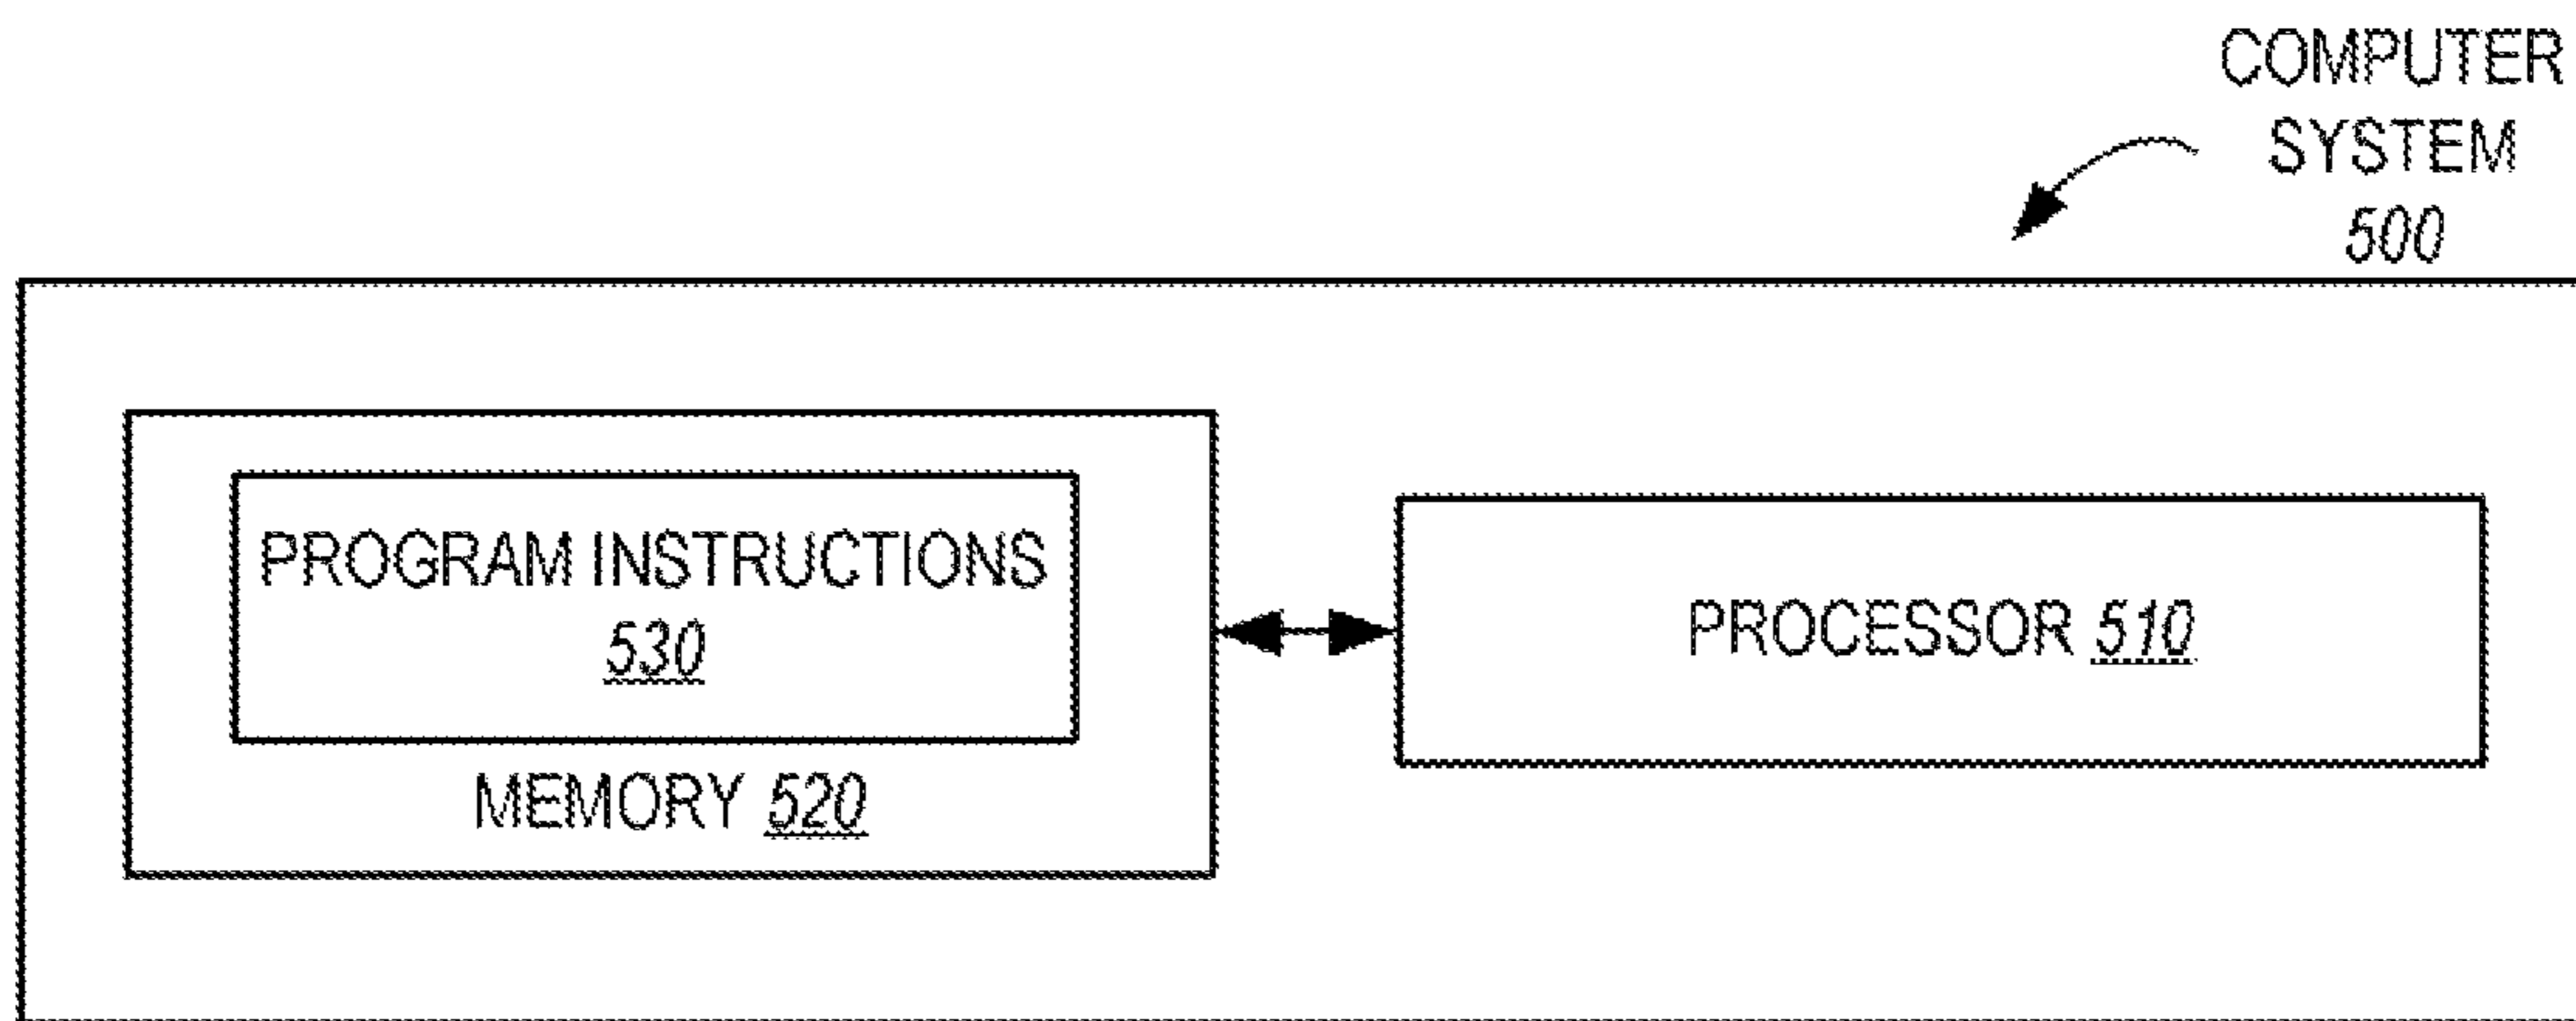 COMPUTER
SYSTEM
500
PROGRAM INSTRUCTIONS
530
MEMORY 520
PROCESSOR 510